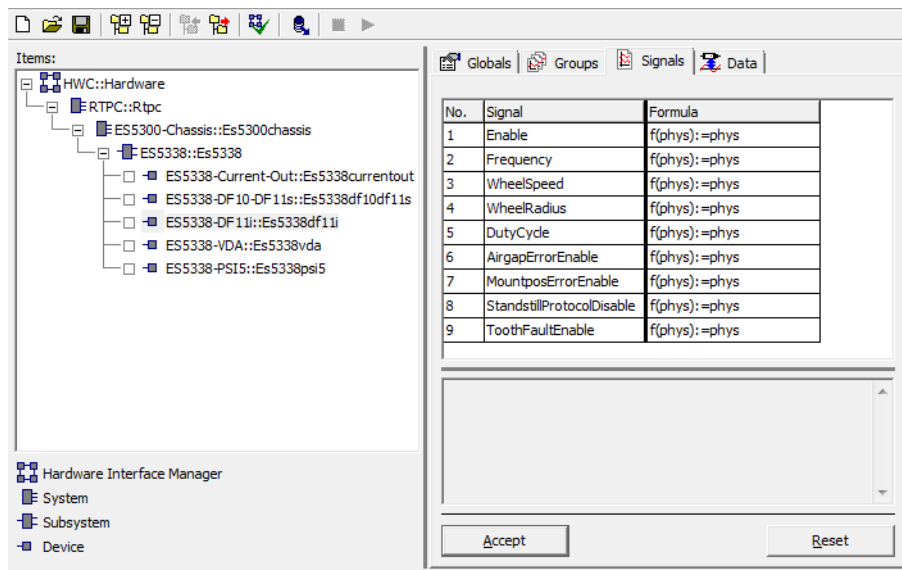 Items:
HWC::Hardware
RTPC::Rtpc
ES5300-Chassis::Es5300chassis
ES5338::Es5338
ES5338-Current-Out::Es5338currentout
ES5338-DF10-DF11s::Es5338df10df11s
ES5338-DF11i::Es5338df11i
ES5338-VDA::Es5338vda
ES5338-PSI5::Es5338psi5
Hardware Interface Manager
System
Subsystem
Device
Globals Groups Signals Data
No. Signal Formula
1 Enable f(phys):=phys
2 Frequency f(phys):=phys
3 WheelSpeed f(phys):=phys
4 WheelRadius f(phys):=phys
5 DutyCycle f(phys):=phys
6 AirgapErrorEnable f(phys):=phys
7 MountposErrorEnable f(phys):=phys
8 StandstillProtocolDisable f(phys):=phys
9 ToothFaultEnable f(phys):=phys
Accept Reset